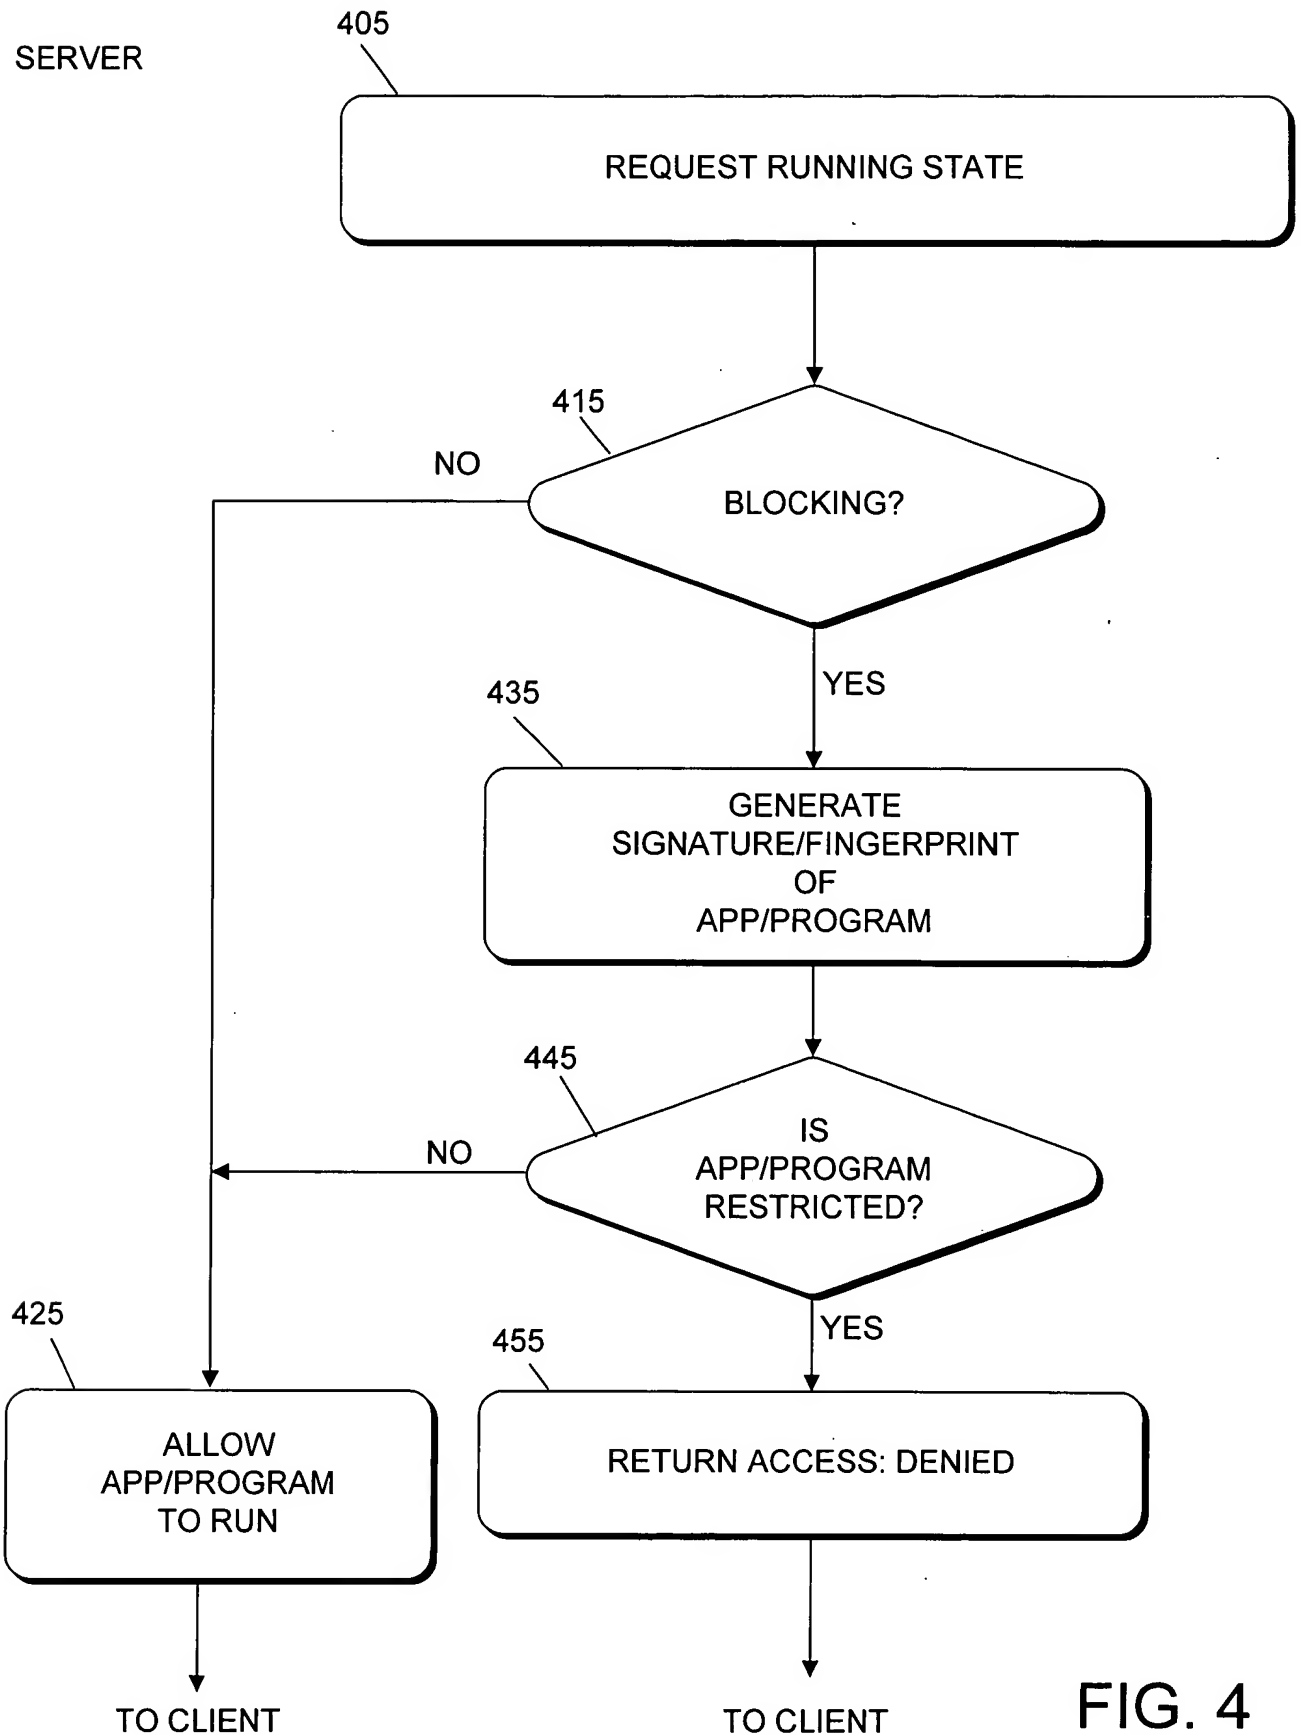 405
SERVER
REQUEST RUNNING STATE
415
NO
BLOCKING?
YES
435
GENERATE
SIGNATURE/FINGERPRINT
OF
APP/PROGRAM
445
NO
IS
APP/PROGRAM
RESTRICTED?
YES
425
455
ALLOW
APP/PROGRAM
TO RUN
RETURN ACCESS: DENIED
TO CLIENT
TO CLIENT
FIG. 4